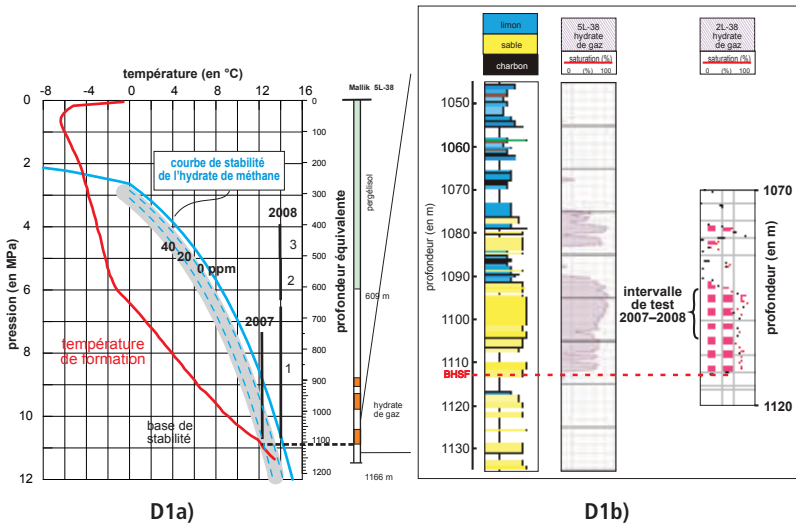 température (en °C)
-8 -4 0 4 8 12 16
pression (en MPa)
0
2
4
6
8
10
12
courbe de stabilité
de l'hydrate de méthane
40
20
0 ppm
2008
3
2
1
2007
température
de formation
base de
stabilité
profondeur équivalente
0
100
200
300
400
500
600
700
800
900
1000
1100
1200
Mallik 5L-38
pergélisol
609 m
hydrate
de gaz
1166 m
D1a)
limon
sable
charbon
5L-38
hydrate
de gaz
saturation (%)
0 (%) 100
2L-38
hydrate
de gaz
saturation (%)
0 (%) 100
profondeur (en m)
1050
1060
1070
1080
1090
1100
1110
BHSF
1120
1130
intervalle
de test
2007–2008
1070
profondeur (en m)
1120
D1b)